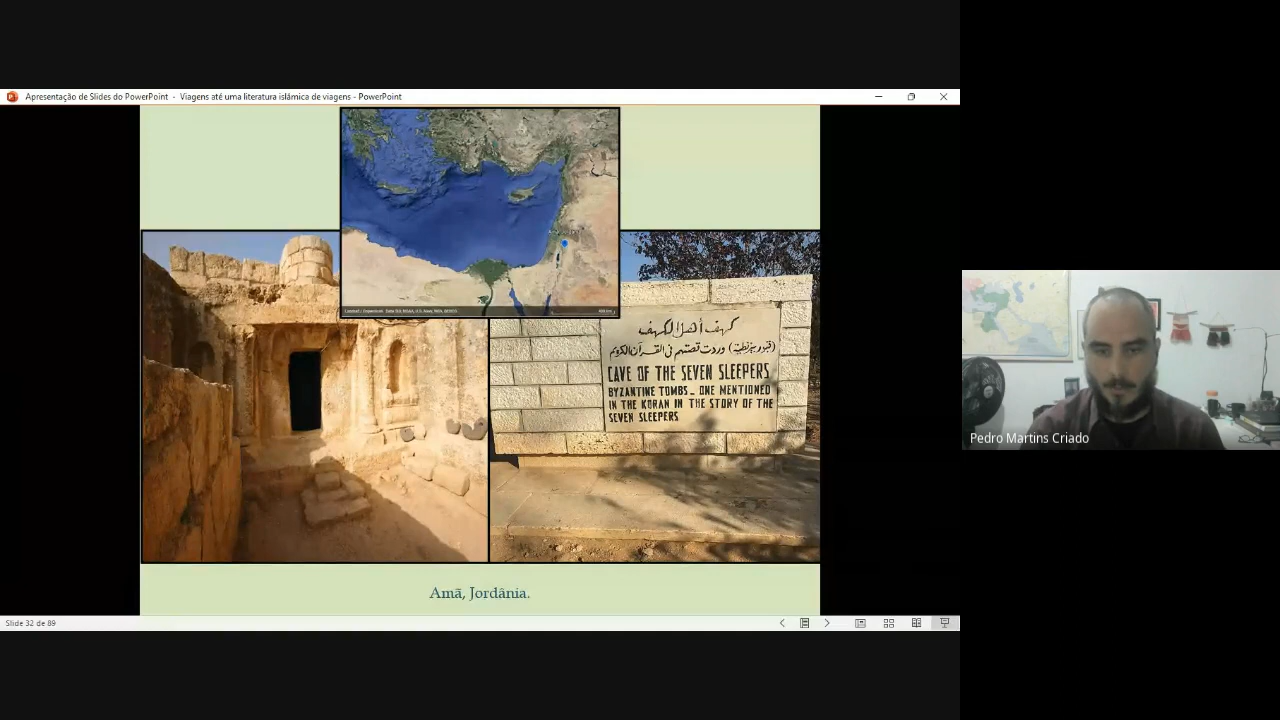 Apresentação de Slides do PowerPoint - Viagens até uma literatura islâmica de viagens - PowerPoint
كهف أهل الكهف
(قبور بيزنطية) وردت قصتهم في القرآن الكريم
CAVE OF THE SEVEN SLEEPERS
BYZANTINE TOMBS_ ONE MENTIONED
IN THE KORAN IN THE STORY OF THE
SEVEN SLEEPERS
Amã, Jordânia.
Slide 32 de 89
Pedro Martins Criado